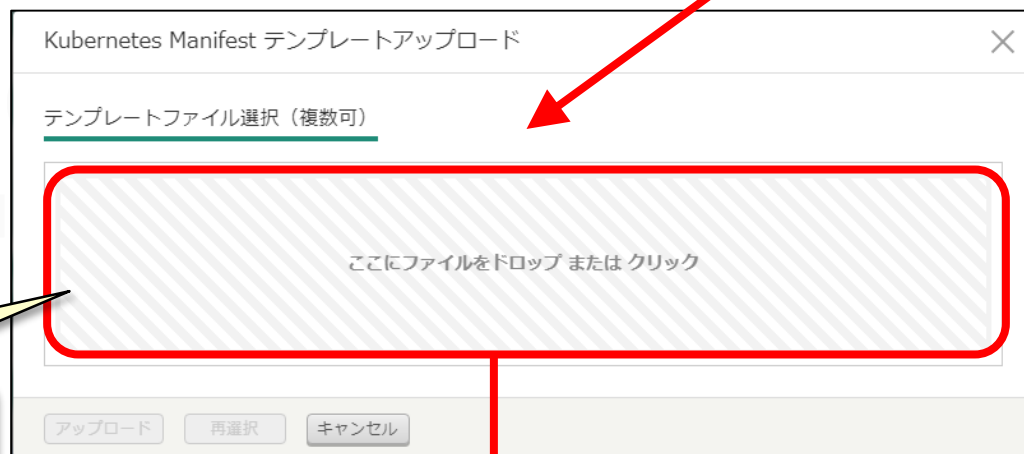 Kubernetes Manifest テンプレートアップロード
テンプレートファイル選択（複数可）
ここにファイルをドロップ または クリック
アップロード 再選択 キャンセル